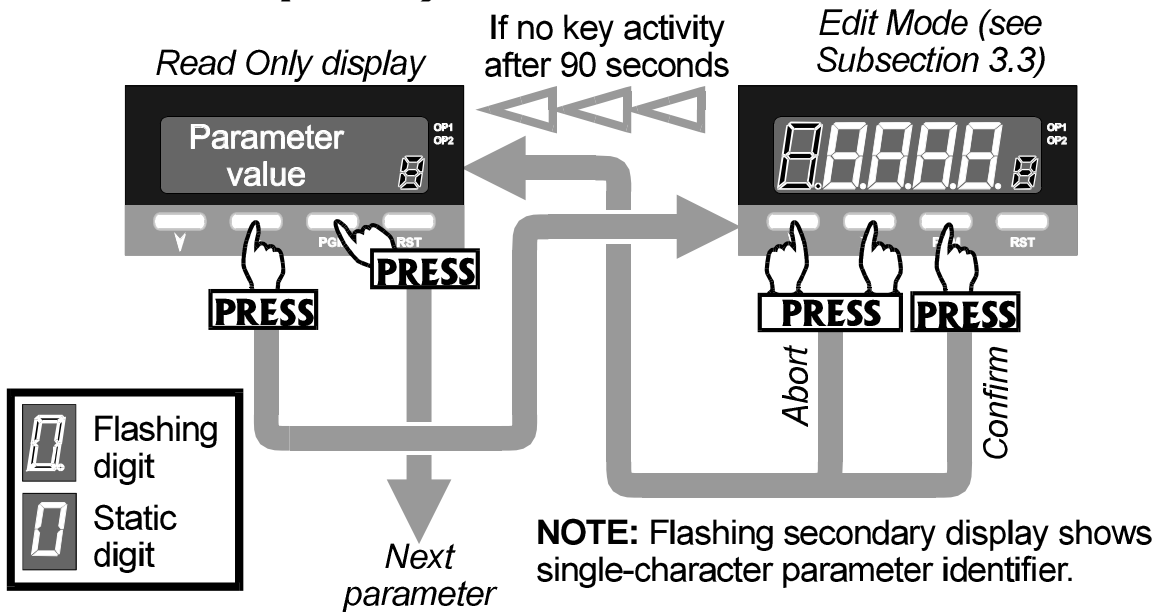 If no key activity
after 90 seconds
Edit Mode (see
Subsection 3.3)
Read Only display
Parameter
value
OP1
OP2
OP1
OP2
RST
RST
PRESS
PRESS
PRESS
PRESS
Abort
Confirm
Flashing
digit
Static
digit
Next
parameter
NOTE: Flashing secondary display shows
single-character parameter identifier.